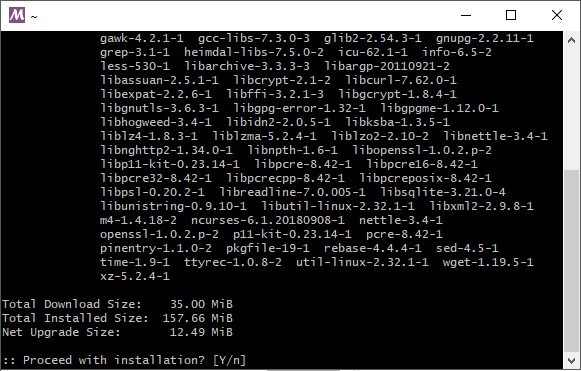 M ~
gawk-4.2.1-1 gcc-libs-7.3.0-3 glib2-2.54.3-1 gnupg-2.2.11-1
grep-3.1-1 heimdal-libs-7.5.0-2 icu-62.1-1 info-6.5-2
less-530-1 libarchive-3.3.3-3 libargp-20110921-2
libassuan-2.5.1-1 libcrypt-2.1-2 libcurl-7.62.0-1
libexpat-2.2.6-1 libffi-3.2.1-3 libgcrypt-1.8.4-1
libgnutls-3.6.3-1 libgpg-error-1.32-1 libgpgme-1.12.0-1
libhogweed-3.4-1 libidn2-2.0.5-1 libksba-1.3.5-1
liblz4-1.8.3-1 liblzma-5.2.4-1 liblzo2-2.10-2 libnettle-3.4-1
libnghttp2-1.34.0-1 libnpth-1.6-1 libopenssl-1.0.2.p-2
libp11-kit-0.23.14-1 libpcre-8.42-1 libpcre16-8.42-1
libpcre32-8.42-1 libpcrecpp-8.42-1 libpcreposix-8.42-1
libpsl-0.20.2-1 libreadline-7.0.005-1 libsqlite-3.21.0-4
libunistring-0.9.10-1 libutil-linux-2.32.1-1 libxml2-2.9.8-1
m4-1.4.18-2 ncurses-6.1.20180908-1 nettle-3.4-1
openssl-1.0.2.p-2 p11-kit-0.23.14-1 pcre-8.42-1
pinentry-1.1.0-2 pkgfile-19-1 rebase-4.4.4-1 sed-4.5-1
time-1.9-1 ttyrec-1.0.8-2 util-linux-2.32.1-1 wget-1.19.5-1
xz-5.2.4-1
Total Download Size: 35.00 MiB
Total Installed Size: 157.66 MiB
Net Upgrade Size: 12.49 MiB
:: Proceed with installation? [Y/n]